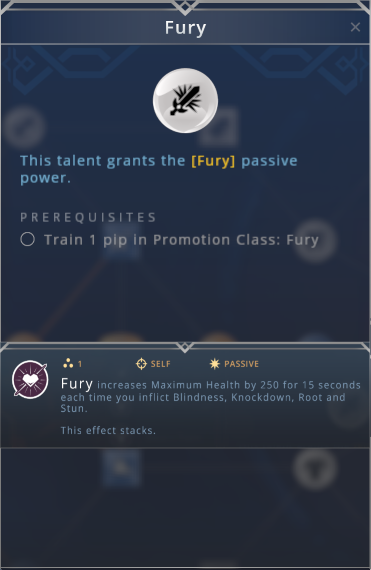 Fury
This talent grants the [Fury] passive
power.
PREREQUISITES
Train 1 pip in Promotion Class: Fury
1 SELF PASSIVE
Fury increases Maximum Health by 250 for 15 seconds
each time you inflict Blindness, Knockdown, Root and
Stun.
This effect stacks.